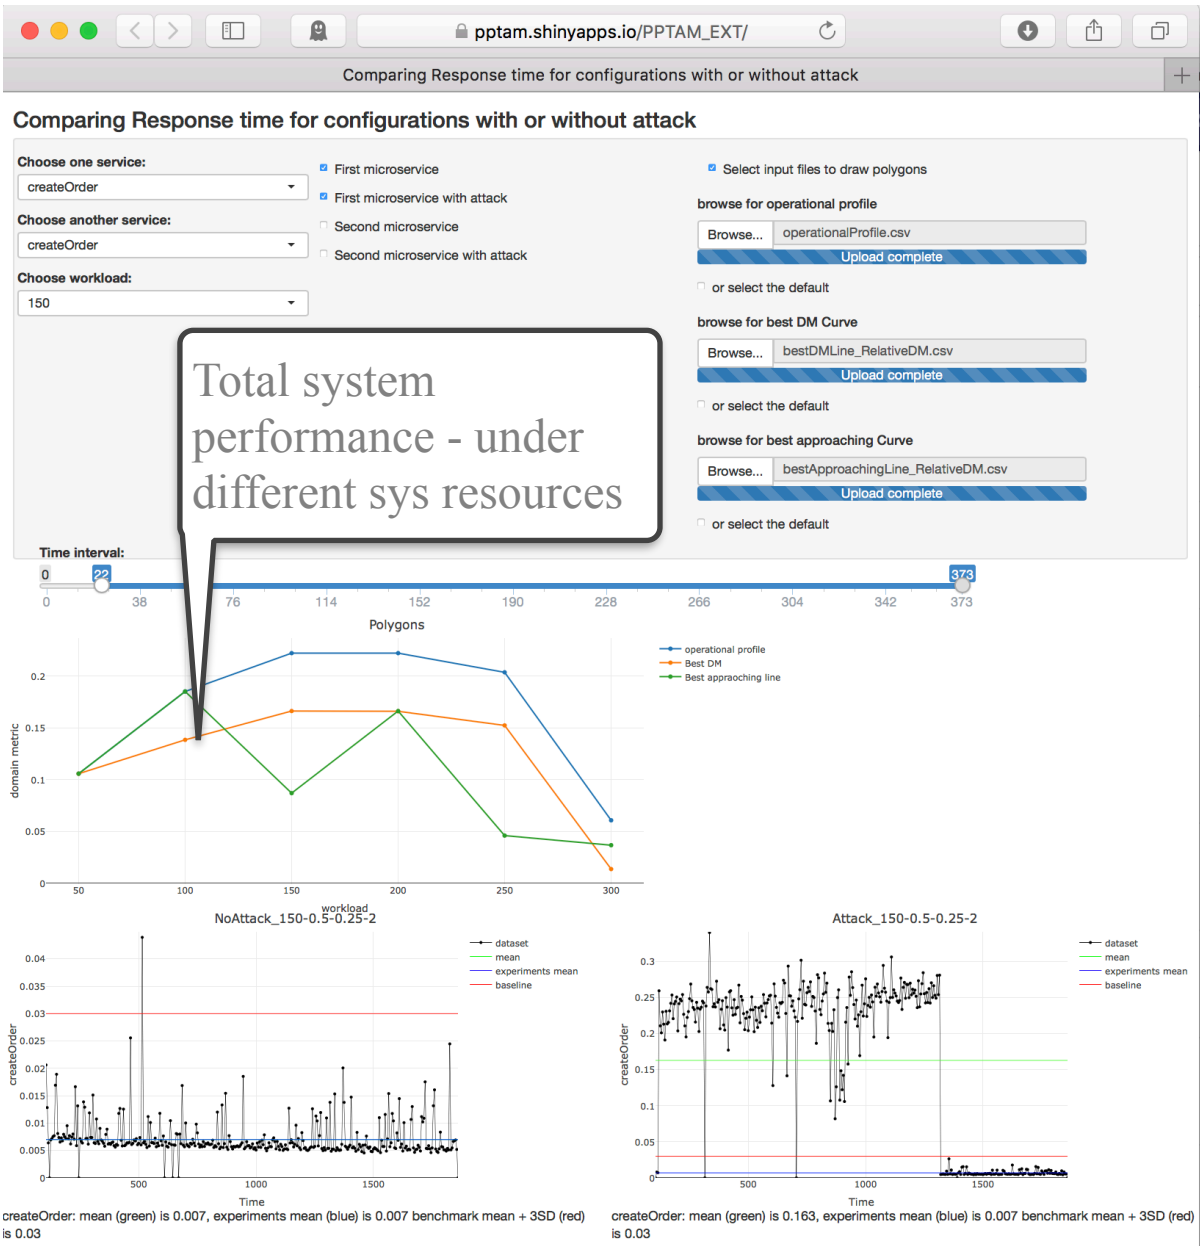 pptam.shinyapps.io/PPTAM_EXT/
Comparing Response time for configurations with or without attack
Comparing Response time for configurations with or without attack
Choose one service:
createOrder
Choose another service:
createOrder
Choose workload:
150
First microservice
First microservice with attack
Second microservice
Second microservice with attack
Select input files to draw polygons
browse for operational profile
Browse... operationalProfile.csv
Upload complete
or select the default
browse for best DM Curve
Browse... bestDMLine_RelativeDM.csv
Upload complete
or select the default
browse for best approaching Curve
Browse... bestApproachingLine_RelativeDM.csv
Upload complete
or select the default
Total system
performance - under
different sys resources
Time interval:
0 22 373
0 38 76 114 152 190 228 266 304 342 373
Polygons
operational profile
Best DM
Best appraoching line
domain metric
0.2
0.15
0.1
0.05
0
50 100 150 200 250 300
workload
NoAttack_150-0.5-0.25-2
dataset
mean
experiments mean
baseline
createOrder
0.04
0.035
0.03
0.025
0.02
0.015
0.01
0.005
0
500 1000 1500
Time
createOrder: mean (green) is 0.007, experiments mean (blue) is 0.007 benchmark mean + 3SD (red)
is 0.03
Attack_150-0.5-0.25-2
dataset
mean
experiments mean
baseline
createOrder
0.3
0.25
0.2
0.15
0.1
0.05
0
500 1000 1500
Time
createOrder: mean (green) is 0.163, experiments mean (blue) is 0.007 benchmark mean + 3SD (red)
is 0.03